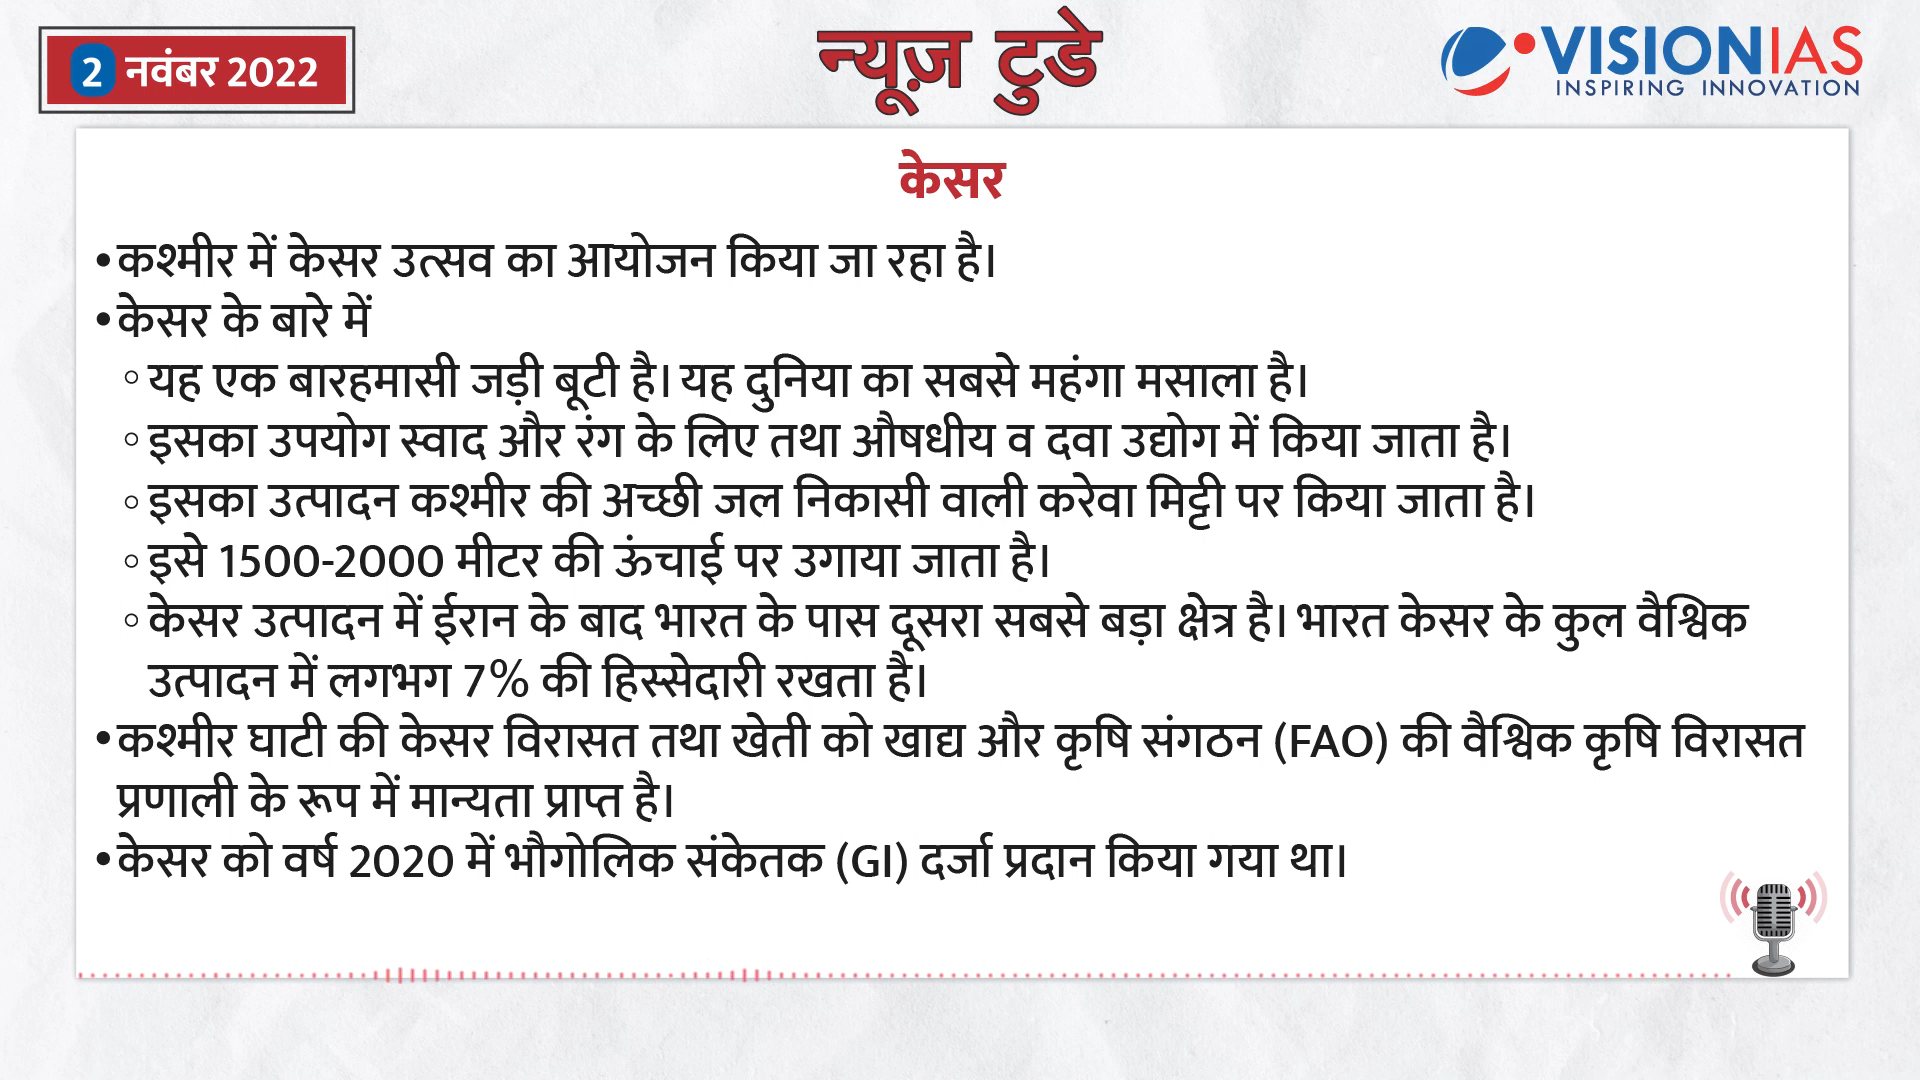 2 नवंबर 2022
न्यूज़ टुडे
VISIONIAS
INSPIRING INNOVATION
केसर
•कश्मीर में केसर उत्सव का आयोजन किया जा रहा है।
•केसर के बारे में
◦यह एक बारहमासी जड़ी बूटी है। यह दुनिया का सबसे महंगा मसाला है।
◦इसका उपयोग स्वाद और रंग के लिए तथा औषधीय व दवा उद्योग में किया जाता है।
◦इसका उत्पादन कश्मीर की अच्छी जल निकासी वाली करेवा मिट्टी पर किया जाता है।
◦इसे 1500-2000 मीटर की ऊंचाई पर उगाया जाता है।
◦केसर उत्पादन में ईरान के बाद भारत के पास दूसरा सबसे बड़ा क्षेत्र है। भारत केसर के कुल वैश्विक
उत्पादन में लगभग 7% की हिस्सेदारी रखता है।
•कश्मीर घाटी की केसर विरासत तथा खेती को खाद्य और कृषि संगठन (FAO) की वैश्विक कृषि विरासत
प्रणाली के रूप में मान्यता प्राप्त है।
•केसर को वर्ष 2020 में भौगोलिक संकेतक (GI) दर्जा प्रदान किया गया था।